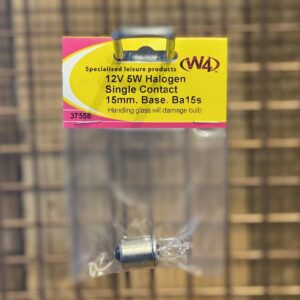 Specialised leisure products
W4
12V 5W Halogen
Single Contact
15mm. Base. Ba15s
Handling glass will damage bulb
37558